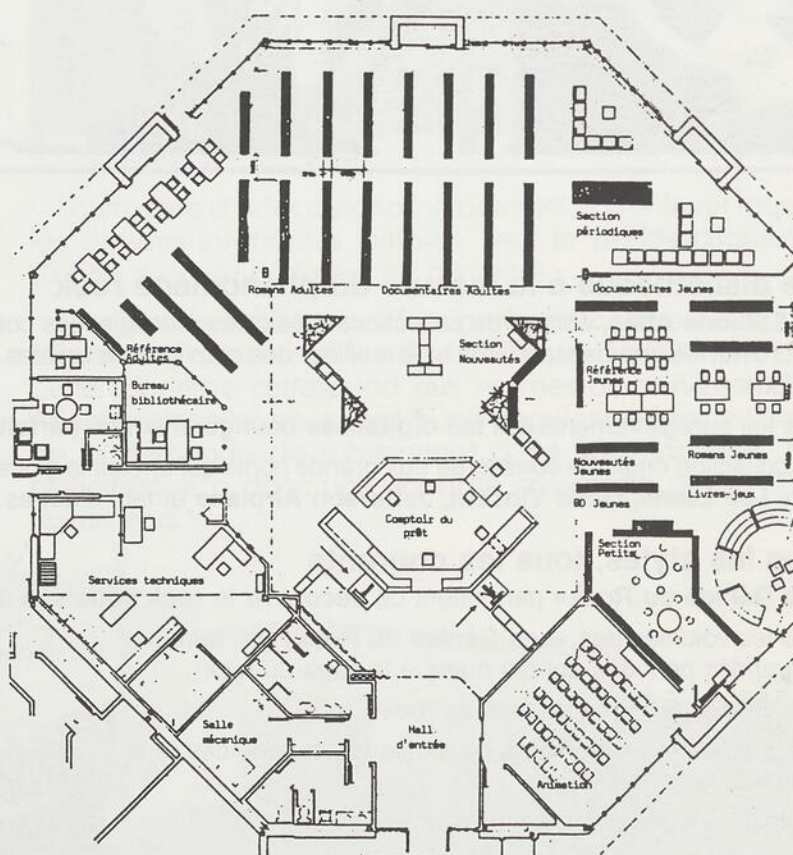 Section
périodiques
Romans Adultes
Documentaires Adultes
Documentaires Jeunes
Référence
Adultes
Section
Nouveautés
Référence
Jeunes
Bureau
bibliothécaire
Nouveautés
Jeunes
Romans Jeunes
BD Jeunes
Livres-jeux
Comptoir du
prêt
Section
Petits
Services techniques
Salle
mécanique
Hall
d'entrée
Animation